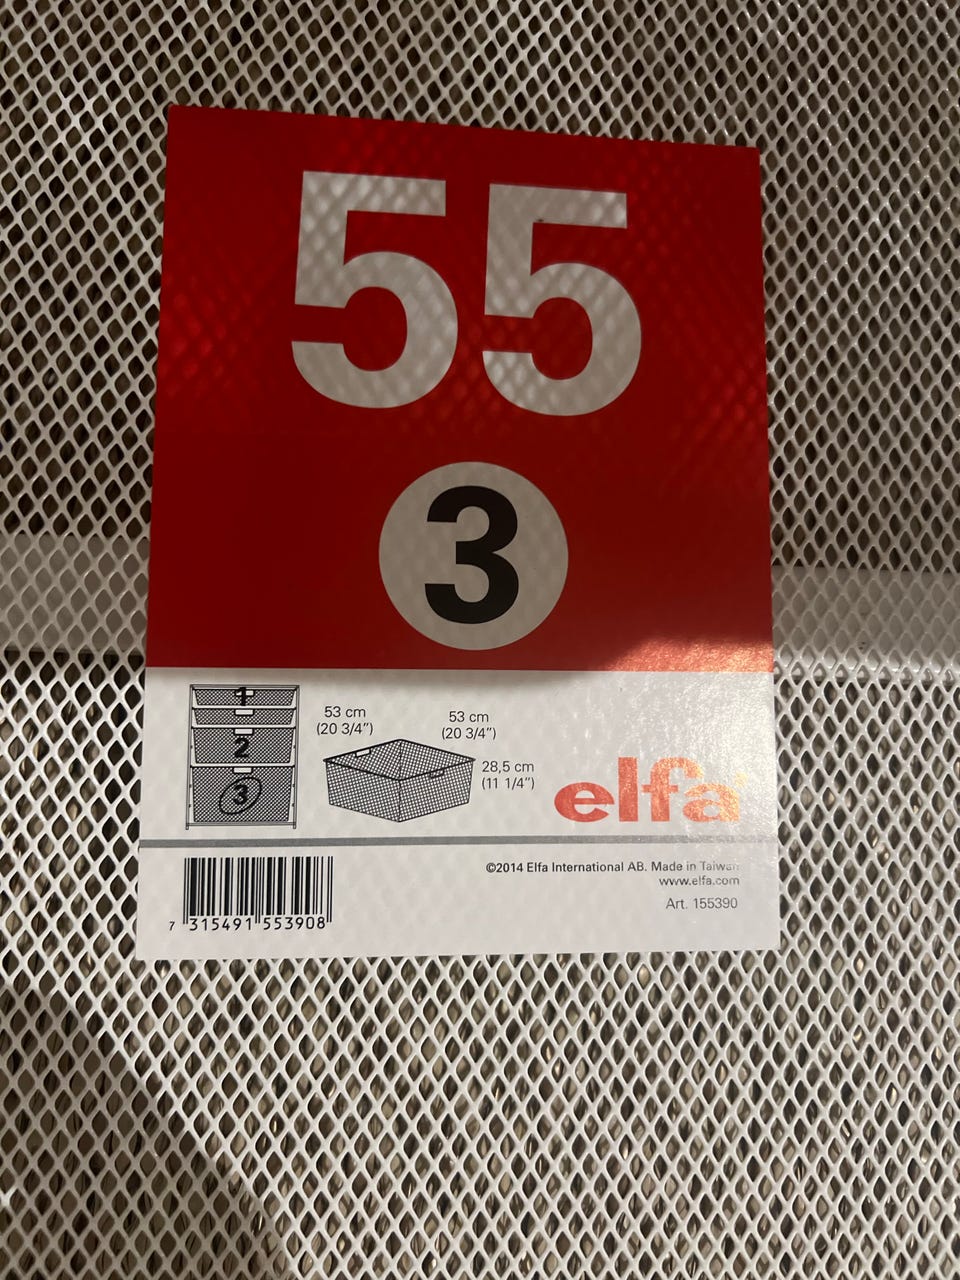 55
3
1
2
3
53 cm
(20 3/4”)
53 cm
(20 3/4”)
28,5 cm
(11 1/4”)
elfa
©2014 Elfa International AB. Made in Taiwan
www.elfa.com
Art. 155390
7 315491 553908